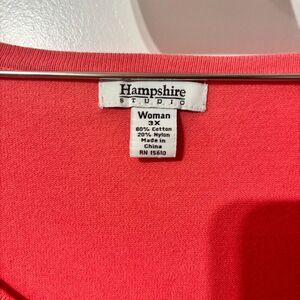 Hampshire
STUDIO
Woman
3X
80% Cotton
20% Nylon
Made in
China
RN 15610